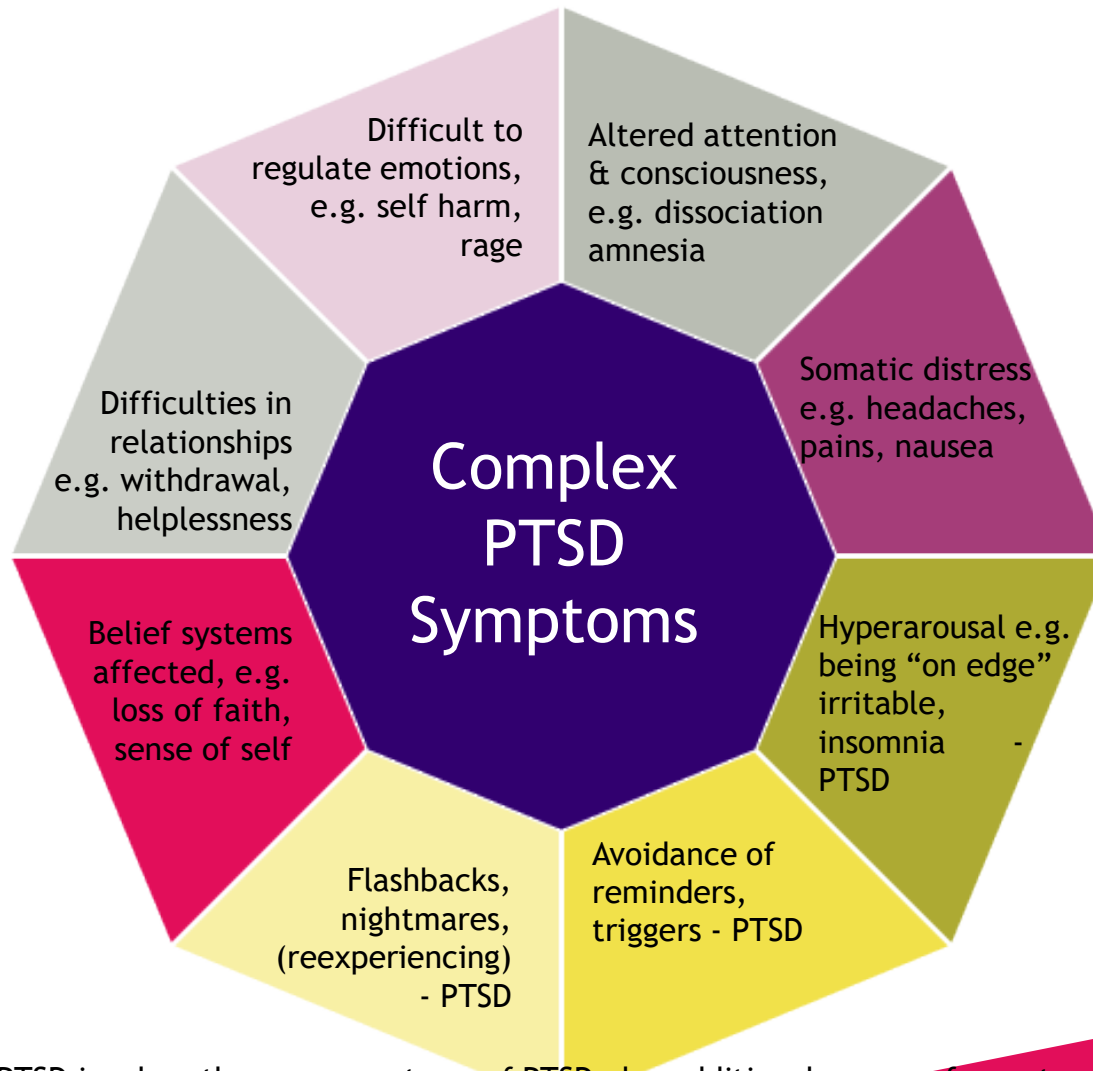 Difficult to
regulate emotions,
e.g. self harm,
rage
Altered attention
& consciousness,
e.g. dissociation
amnesia
Somatic distress
e.g. headaches,
pains, nausea
Hyperarousal e.g.
being “on edge”
irritable,
insomnia -
PTSD
Avoidance of
reminders,
triggers - PTSD
Flashbacks,
nightmares,
(reexperiencing)
- PTSD
Belief systems
affected, e.g.
loss of faith,
sense of self
Difficulties in
relationships
e.g. withdrawal,
helplessness
Complex
PTSD
Symptoms